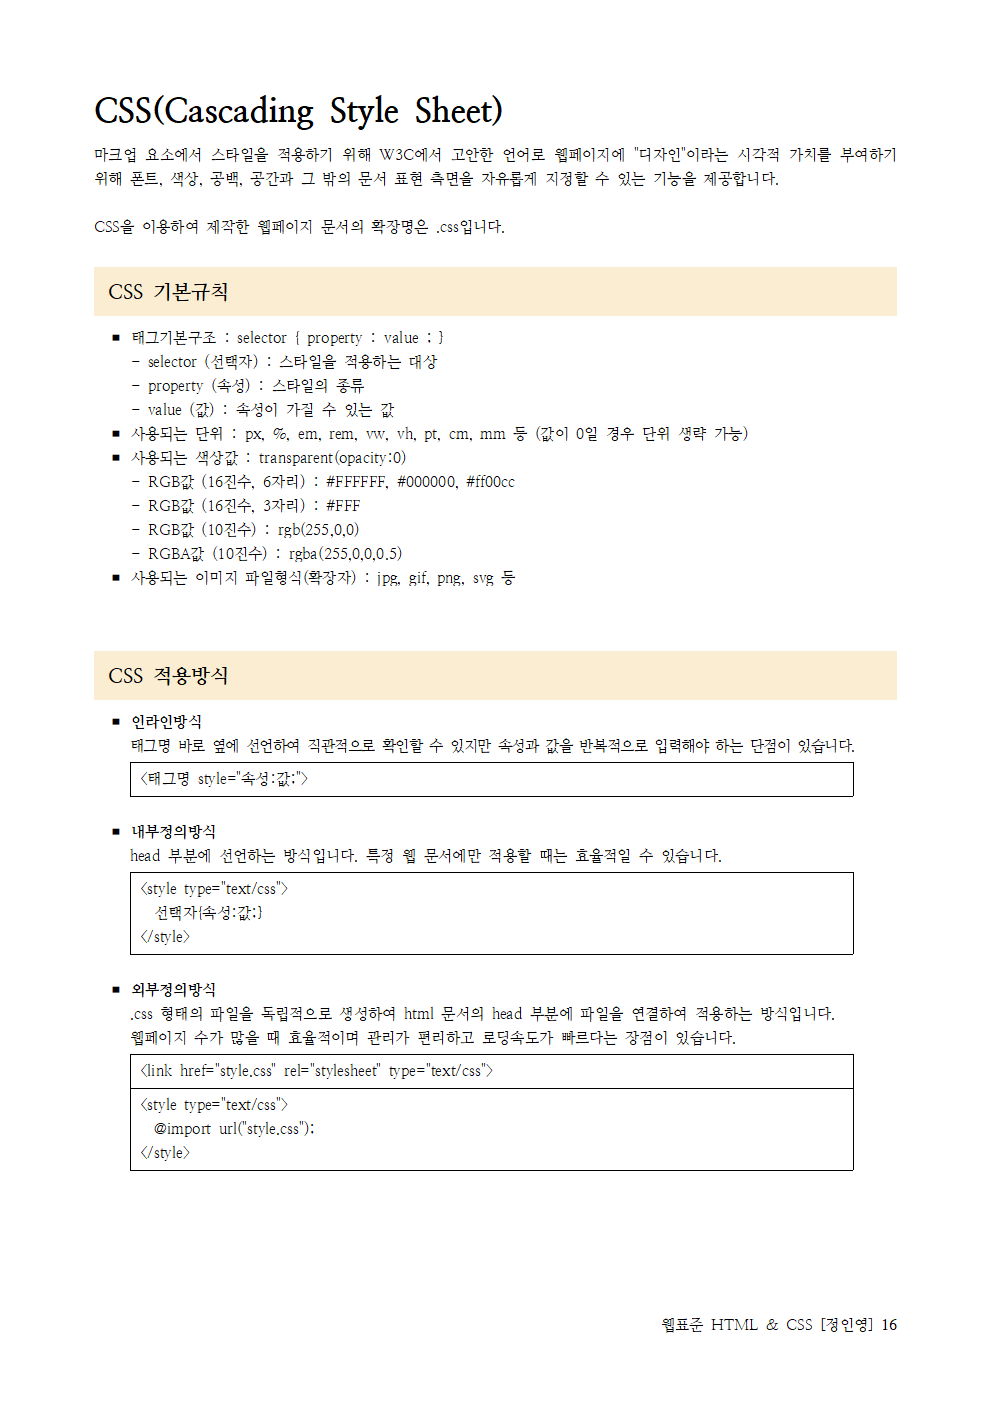 CSS(Cascading Style Sheet)
마크업 요소에서 스타일을 적용하기 위해 W3C에서 고안한 언어로 웹페이지에 "디자인"이라는 시각적 가치를 부여하기
위해 폰트, 색상, 공백, 공간과 그 밖의 문서 표현 측면을 자유롭게 지정할 수 있는 기능을 제공합니다.
CSS을 이용하여 제작한 웹페이지 문서의 확장명은 .css입니다.
CSS 기본규칙
▪ 태그기본구조 : selector { property : value ; }
- selector (선택자) : 스타일을 적용하는 대상
- property (속성) : 스타일의 종류
- value (값) : 속성이 가질 수 있는 값
▪ 사용되는 단위 : px, %, em, rem, vw, vh, pt, cm, mm 등 (값이 0일 경우 단위 생략 가능)
▪ 사용되는 색상값 : transparent(opacity:0)
- RGB값 (16진수, 6자리) : #FFFFFF, #000000, #ff00cc
- RGB값 (16진수, 3자리) : #FFF
- RGB값 (10진수) : rgb(255,0,0)
- RGBA값 (10진수) : rgba(255,0,0,0.5)
▪ 사용되는 이미지 파일형식(확장자) : jpg, gif, png, svg 등
CSS 적용방식
▪ 인라인방식
태그명 바로 옆에 선언하여 직관적으로 확인할 수 있지만 속성과 값을 반복적으로 입력해야 하는 단점이 있습니다.
<태그명 style="속성:값;">
▪ 내부정의방식
head 부분에 선언하는 방식입니다. 특정 웹 문서에만 적용할 때는 효율적일 수 있습니다.
<style type="text/css">
선택자{속성:값;}
</style>
▪ 외부정의방식
.css 형태의 파일을 독립적으로 생성하여 html 문서의 head 부분에 파일을 연결하여 적용하는 방식입니다.
웹페이지 수가 많을 때 효율적이며 관리가 편리하고 로딩속도가 빠르다는 장점이 있습니다.
<link href="style.css" rel="stylesheet" type="text/css">
<style type="text/css">
@import url("style.css");
</style>
웹표준 HTML & CSS [정인영] 16